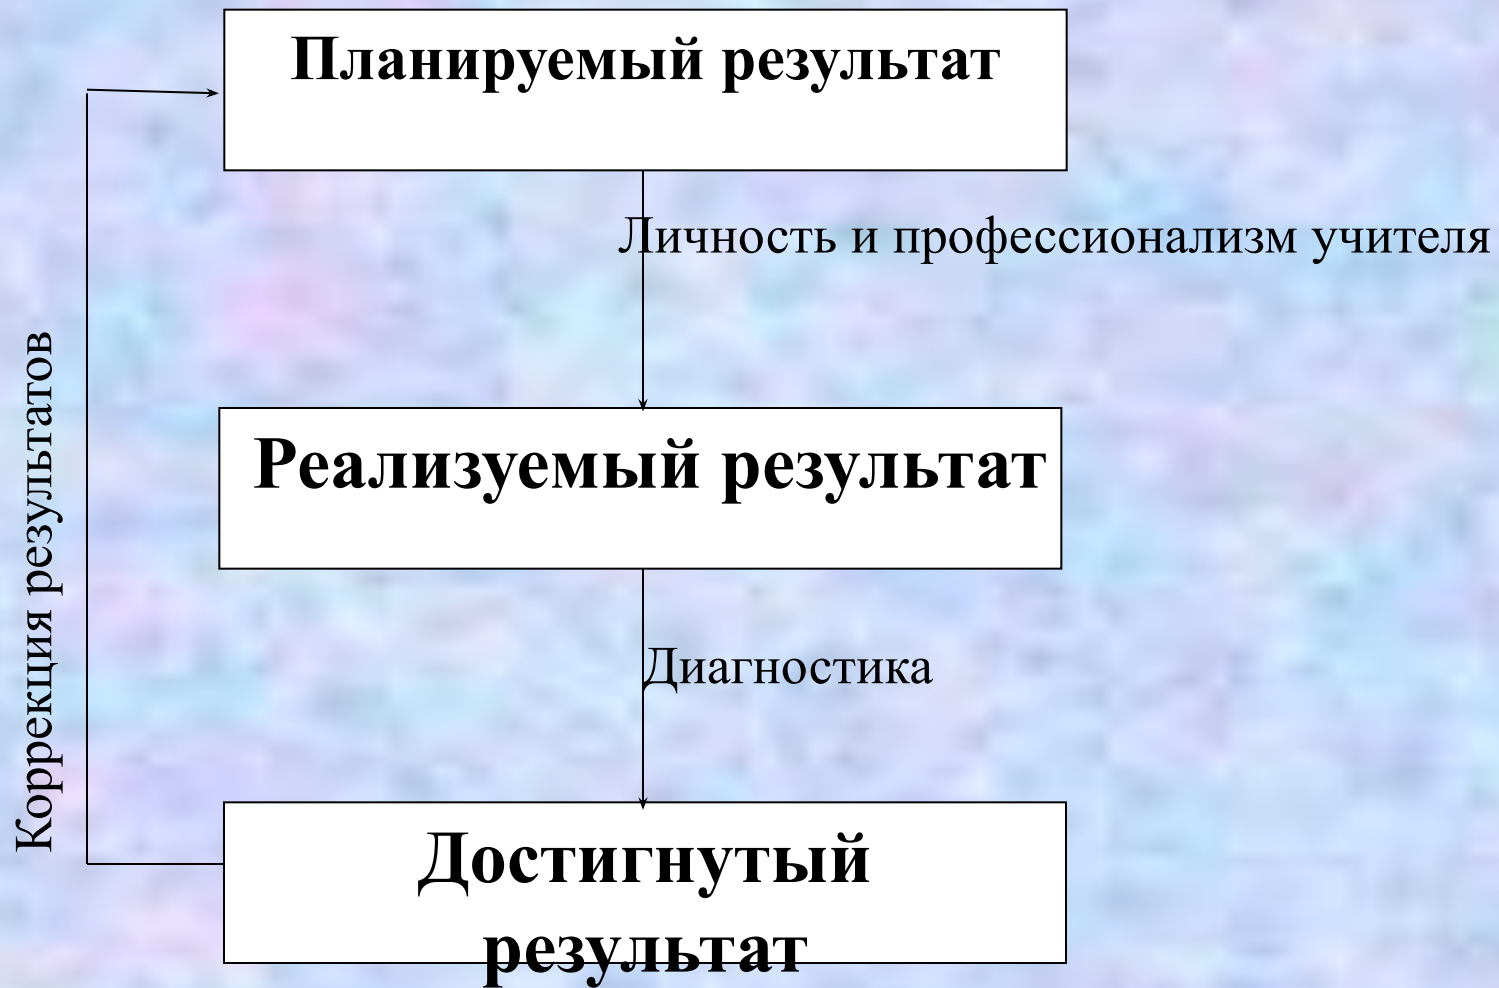 Планируемый результат
Личность и профессионализм учителя
Реализуемый результат
Коррекция результатов
Диагностика
Достигнутый
результат